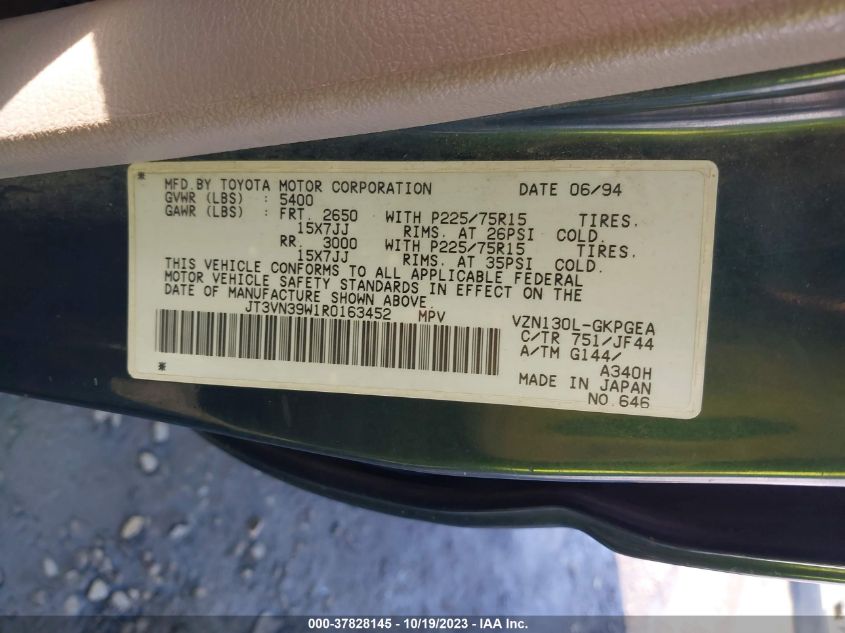 * MFD.BY TOYOTA MOTOR CORPORATION DATE 06/94
GVWR (LBS) : 5400
GAWR (LBS) : FRT. 2650 WITH P225/75R15 TIRES.
15X7JJ RIMS. AT 26PSI COLD.
RR. 3000 WITH P225/75R15 TIRES.
15X7JJ RIMS. AT 35PSI COLD.
THIS VEHICLE CONFORMS TO ALL APPLICABLE FEDERAL
MOTOR VEHICLE SAFETY STANDARDS IN EFFECT ON THE
DATE OF MANUFACTURE SHOWN ABOVE.
JT3VN39W1R0163452 MPV VZN130L-GKPGEA
C/TR 751/JF44
A/TM G144/
A340H
* MADE IN JAPAN
NO.646
000-37828145 - 10/19/2023 - IAA Inc.